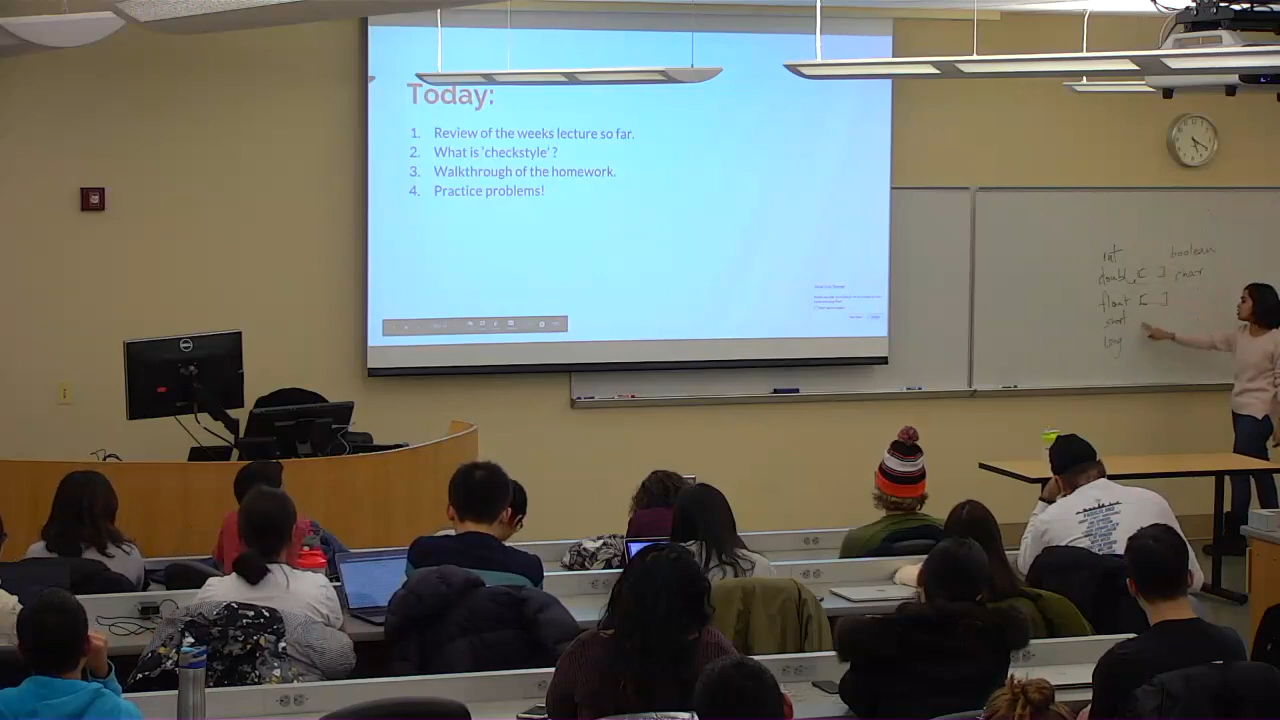 Today:
1. Review of the weeks lecture so far.
2. What is 'checkstyle'?
3. Walkthrough of the homework.
4. Practice problems!
int boolean
double [ ] char
float [ ]
short
long
DELL